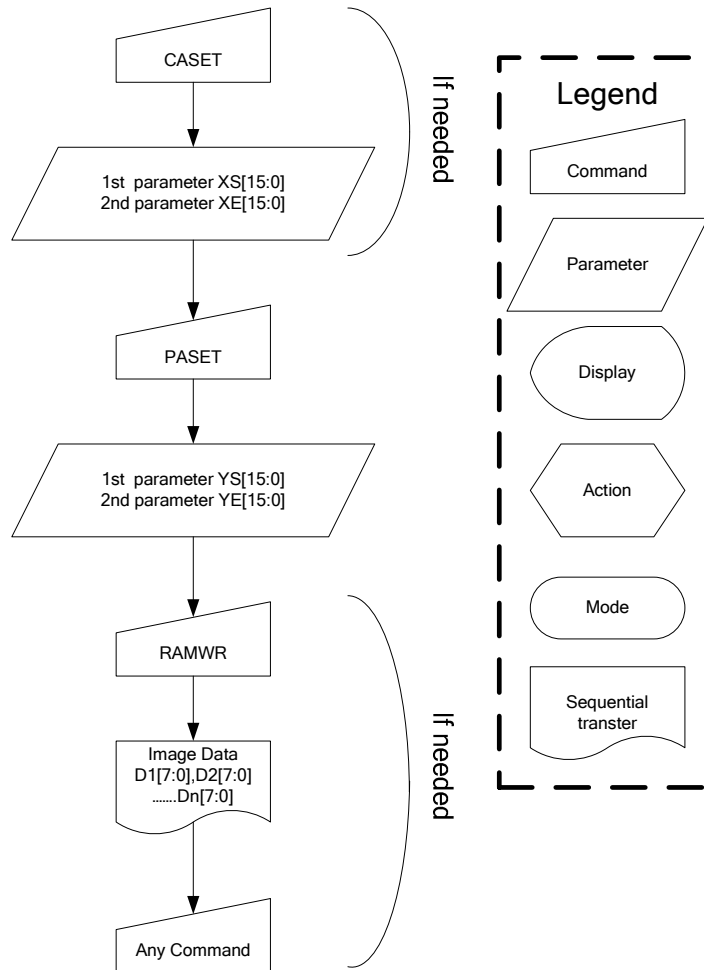 CASET
1st parameter XS[15:0]
2nd parameter XE[15:0]
If needed
PASET
1st parameter YS[15:0]
2nd parameter YE[15:0]
RAMWR
Image Data
D1[7:0],D2[7:0]
.......Dn[7:0]
Any Command
If needed
Legend
Command
Parameter
Display
Action
Mode
Sequential
transter